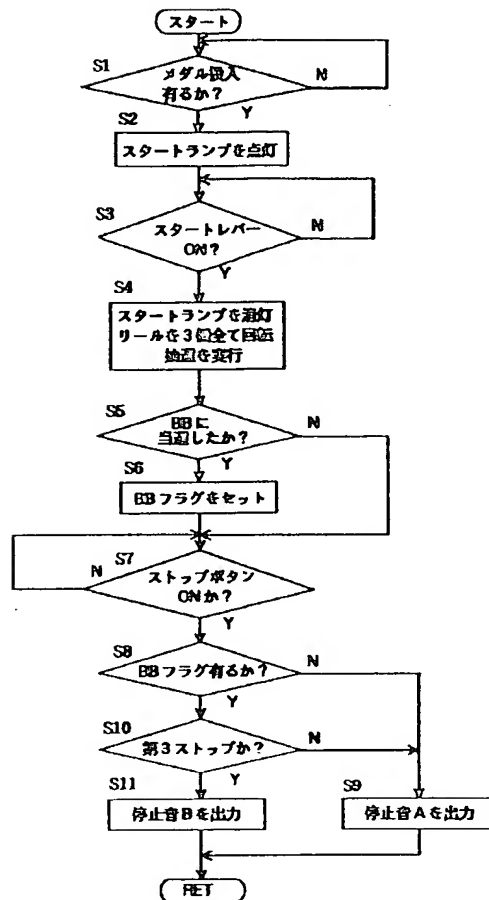 スタート
S1
メダル投入
有るか?
N
Y
S2
スタートランプを点灯
S3
スタートレバー
ON?
N
Y
S4
スタートランプを消灯
リールを3個全て回転
抽選を実行
S5
BBに
当選したか?
N
Y
S6
BBフラグをセット
S7
N
ストップボタン
ONか?
Y
S8
BBフラグ有るか?
N
Y
S10
第3ストップか?
N
Y
S11
停止音Bを出力
S9
停止音Aを出力
RET